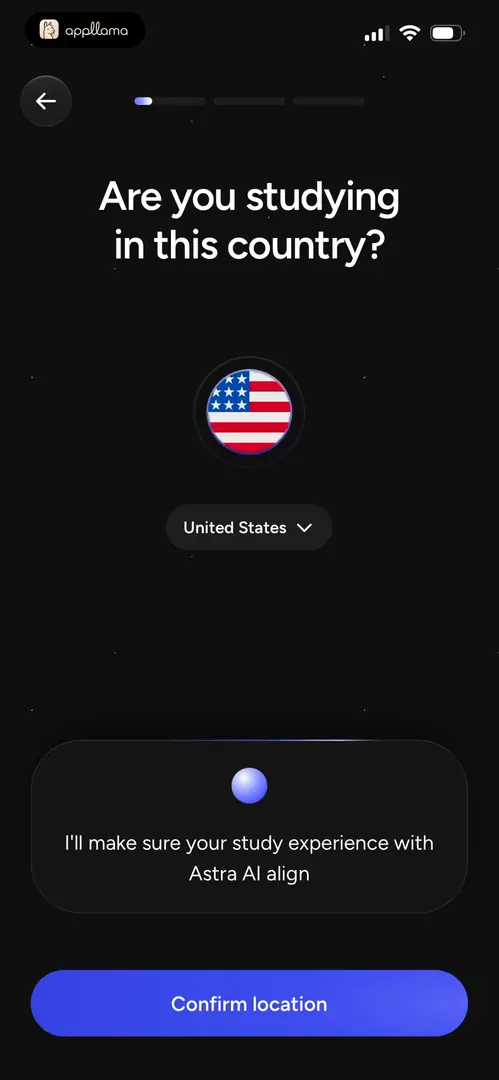 appllama
Are you studying
in this country?
United States
I'll make sure your study experience with
Astra AI align
Confirm location